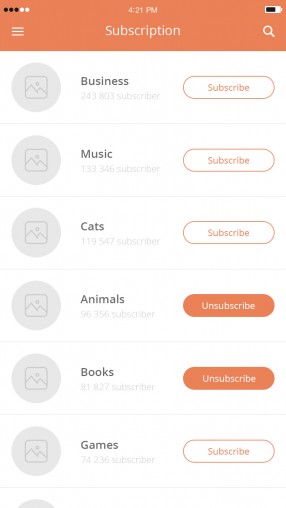 4:21 PM
Subscription
Business
243 803 subscriber
Subscribe
Music
133 346 subscriber
Subscribe
Cats
119 547 subscriber
Subscribe
Animals
96 356 subscriber
Unsubscribe
Books
81 827 subscriber
Unsubscribe
Games
74 236 subscriber
Subscribe